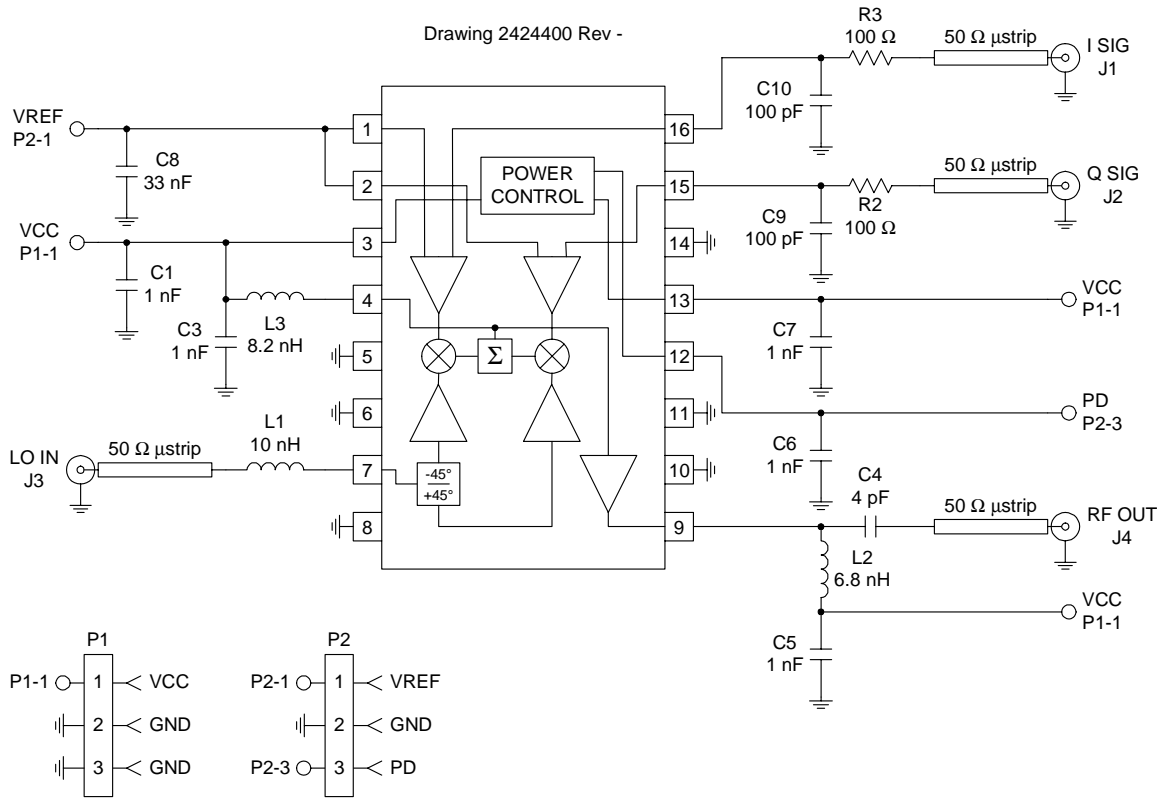 Drawing 2424400 Rev -
R3
100 Ω
50 Ω μstrip
I SIG
J1
C10
100 pF
VREF
P2-1
C8
33 nF
1
16
2
POWER
CONTROL
15
R2
100 Ω
50 Ω μstrip
Q SIG
J2
C9
100 pF
VCC
P1-1
C1
1 nF
3
14
C3
1 nF
L3
8.2 nH
4
13
VCC
P1-1
C7
1 nF
5
Σ
12
6
11
PD
P2-3
C6
1 nF
LO IN
J3
50 Ω μstrip
L1
10 nH
7
-45°
+45°
10
8
9
C4
4 pF
50 Ω μstrip
RF OUT
J4
L2
6.8 nH
VCC
P1-1
C5
1 nF
P1
P1-1
1
VCC
2
GND
3
GND
P2
P2-1
1
VREF
2
GND
P2-3
3
PD